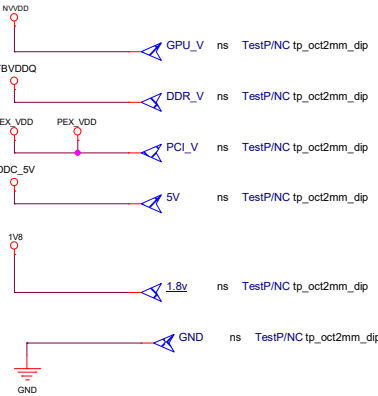 NVVDD
GPU_V ns TestP/NC tp_oct2mm_dip
FBVDDQ
DDR_V ns TestP/NC tp_oct2mm_dip
EX_VDD PEX_VDD
PCI_V ns TestP/NC tp_oct2mm_dip
DDC_5V
5V ns TestP/NC tp_oct2mm_dip
1V8
1.8v ns TestP/NC tp_oct2mm_dip
GND ns TestP/NC tp_oct2mm_dip
GND